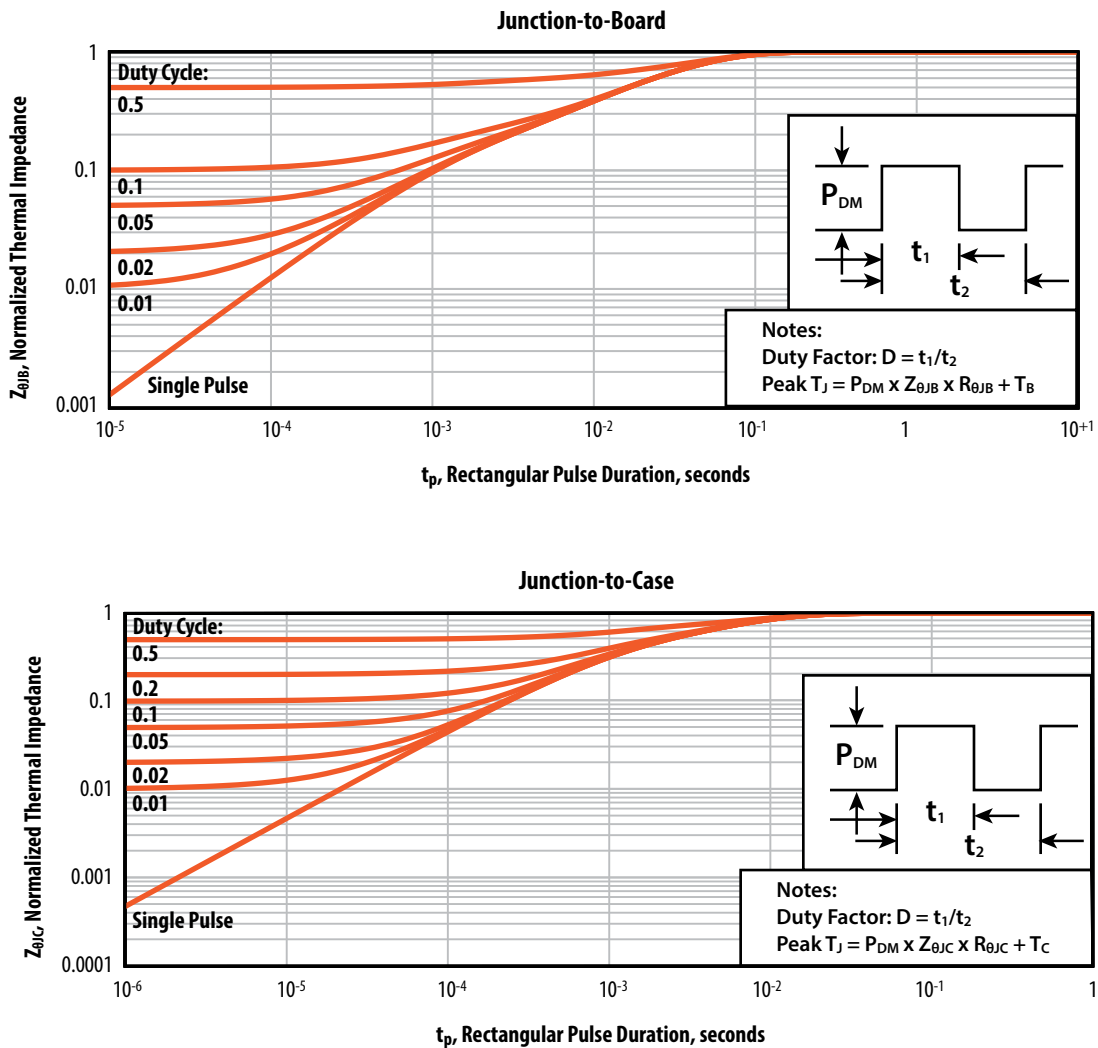 Junction-to-Board
Z_θJB, Normalized Thermal Impedance
1
0.1
0.01
0.001
Duty Cycle:
0.5
0.1
0.05
0.02
0.01
Single Pulse
P_DM
t₁
t₂
Notes:
Duty Factor: D = t₁/t₂
Peak T_J = P_DM x Z_θJB x R_θJB + T_B
10⁻⁵
10⁻⁴
10⁻³
10⁻²
10⁻¹
1
10⁺¹
t_p, Rectangular Pulse Duration, seconds
Junction-to-Case
Z_θJC, Normalized Thermal Impedance
1
0.1
0.01
0.001
0.0001
Duty Cycle:
0.5
0.2
0.1
0.05
0.02
0.01
Single Pulse
P_DM
t₁
t₂
Notes:
Duty Factor: D = t₁/t₂
Peak T_J = P_DM x Z_θJC x R_θJC + T_C
10⁻⁶
10⁻⁵
10⁻⁴
10⁻³
10⁻²
10⁻¹
1
t_p, Rectangular Pulse Duration, seconds